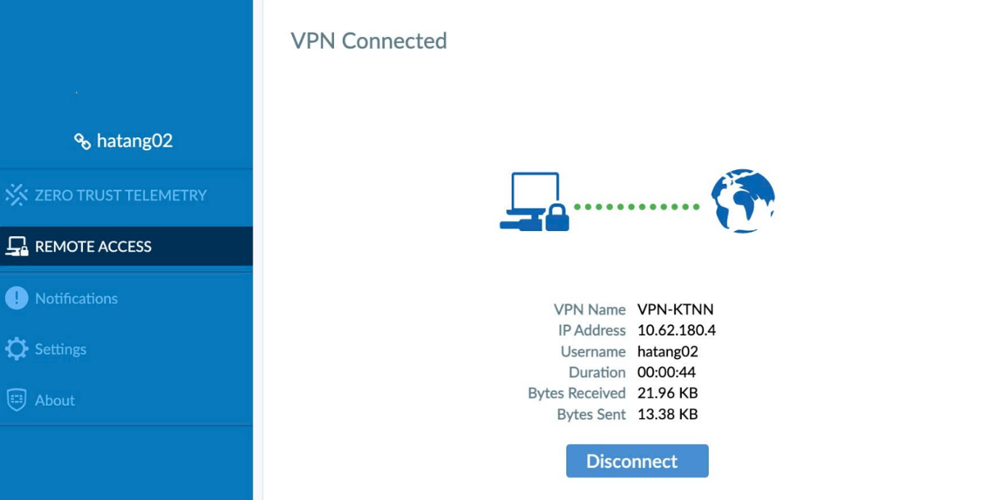 hatang02
ZERO TRUST TELEMETRY
REMOTE ACCESS
Notifications
Settings
About
VPN Connected
VPN Name VPN-KTNN
IP Address 10.62.180.4
Username hatang02
Duration 00:00:44
Bytes Received 21.96 KB
Bytes Sent 13.38 KB
Disconnect